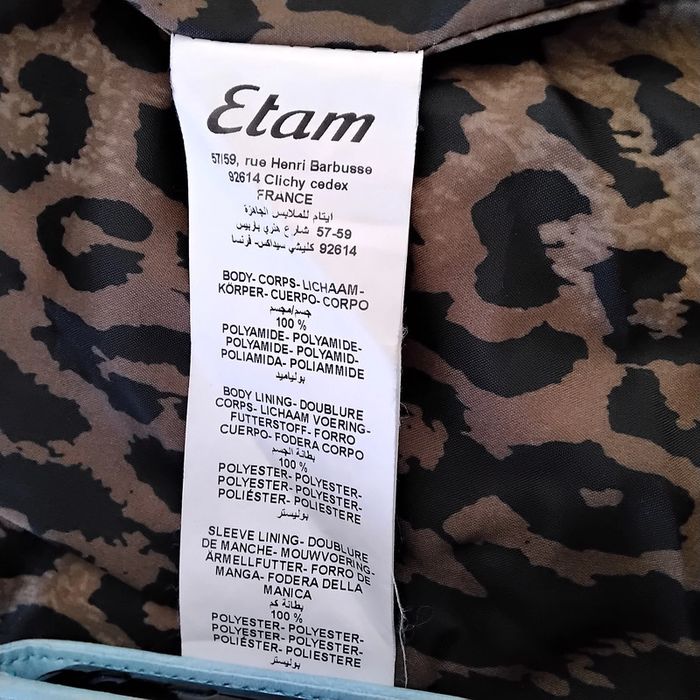 Etam
57/59, rue Henri Barbusse
92614 Clichy cedex
FRANCE
ايتام للملابس الجاهزة
57-59 شارع هنري باربيس
92614 كليشي سيداكس- فرنسا
BODY- CORPS- LICHAAM-
KÖRPER- CUERPO- CORPO
جسم/مجسم
100 %
POLYAMIDE- POLYAMIDE-
POLYAMIDE- POLYAMID-
POLIAMIDA- POLIAMMIDE
بولياميد
BODY LINING- DOUBLURE
CORPS- LICHAAM VOERING-
FUTTERSTOFF- FORRO
CUERPO- FODERA CORPO
بطانة الجسم
100 %
POLYESTER- POLYESTER-
POLYESTER- POLYESTER-
POLIÉSTER- POLIESTERE
بوليستر
SLEEVE LINING- DOUBLURE
DE MANCHE- MOUWVOERING-
ÄRMELFUTTER- FORRO DE
MANGA- FODERA DELLA
MANICA
بطانة كم
100 %
POLYESTER- POLYESTER-
POLYESTER- POLYESTER-
POLIÉSTER- POLIESTERE
بوليستر